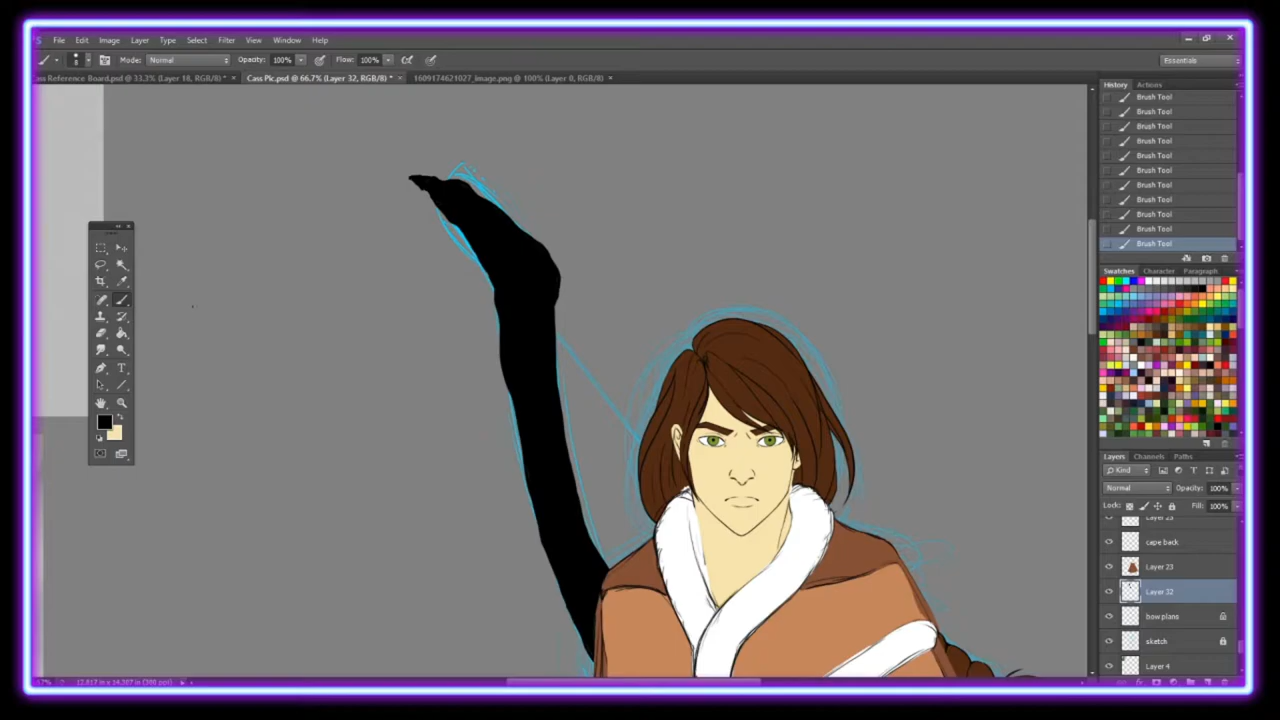 File Edit Image Layer Type Select Filter View Window Help
Mode: Normal Opacity: 100% Flow: 100% Essentials
Reference Board.psd @ 33.3% (Layer 18, RGB/8) * × Cass Pic.psd @ 66.7% (Layer 32, RGB/8) * × 1609174621027_Image.png @ 100% (Layer 0, RGB/8) ×
History Actions
Brush Tool
Brush Tool
Brush Tool
Brush Tool
Brush Tool
Brush Tool
Brush Tool
Brush Tool
Brush Tool
Brush Tool
Brush Tool
Swatches Character Paragraph
Layers Channels Paths
Kind
Normal Opacity: 100%
Lock: Fill: 100%
cape back
Layer 23
Layer 32
bow plans
sketch
Layer 4